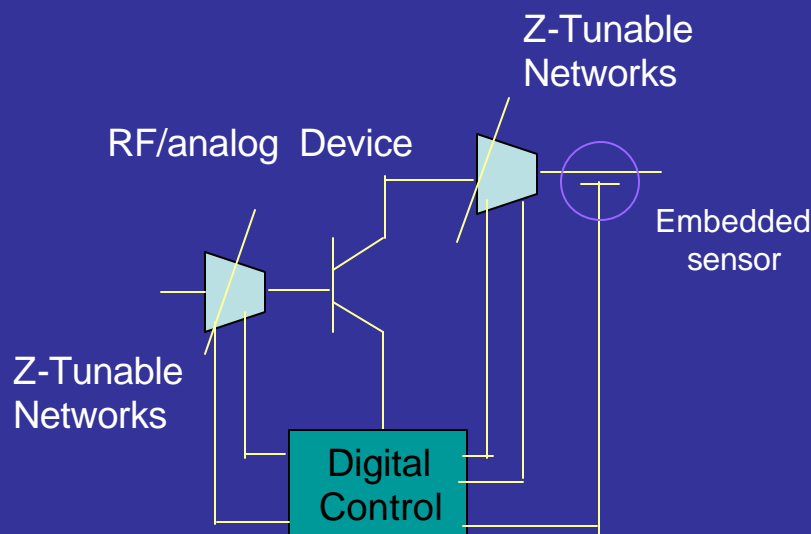 Z-Tunable
Networks
RF/analog Device
Embedded
sensor
Z-Tunable
Networks
Digital
Control